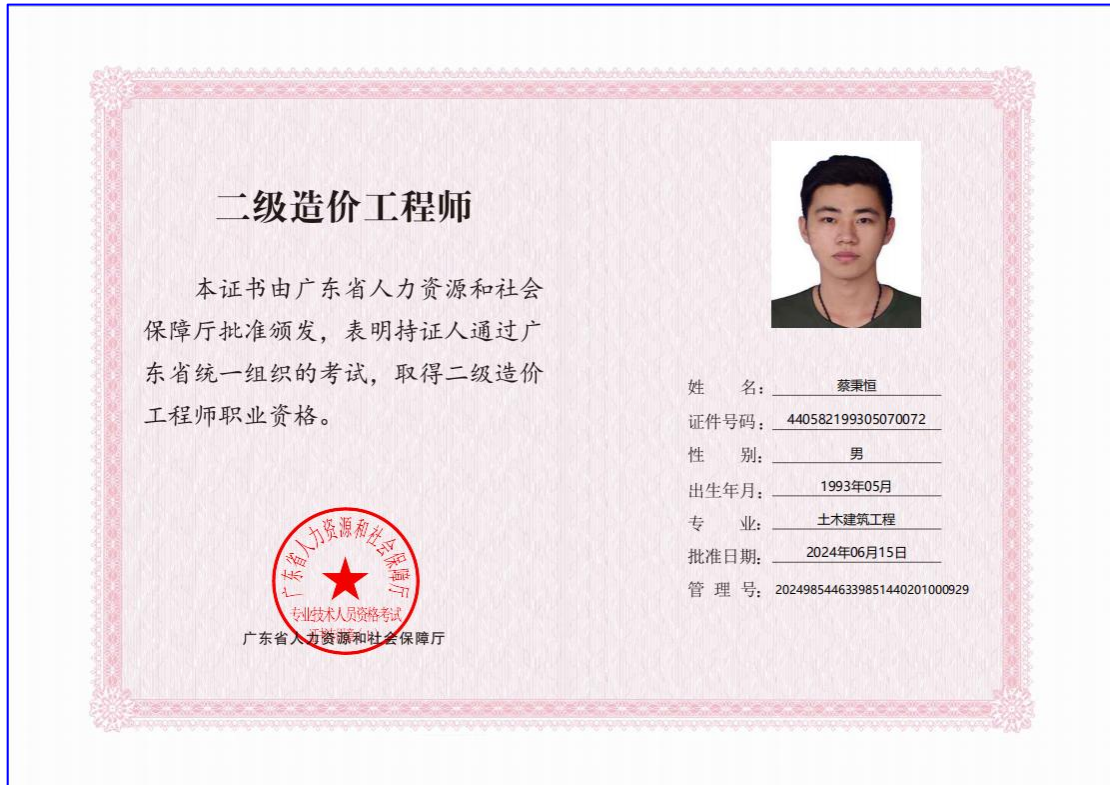 二级造价工程师
本证书由广东省人力资源和社会
保障厅批准颁发，表明持证人通过广
东省统一组织的考试，取得二级造价
工程师职业资格。
广东省人力资源和社会保障厅
专业技术人员资格考试
广东省人力资源和社会保障厅
姓 名：蔡秉恒
证件号码：440582199305070072
性 别：男
出生年月：1993年05月
专 业：土木建筑工程
批准日期：2024年06月15日
管 理 号：2024985446339851440201000929